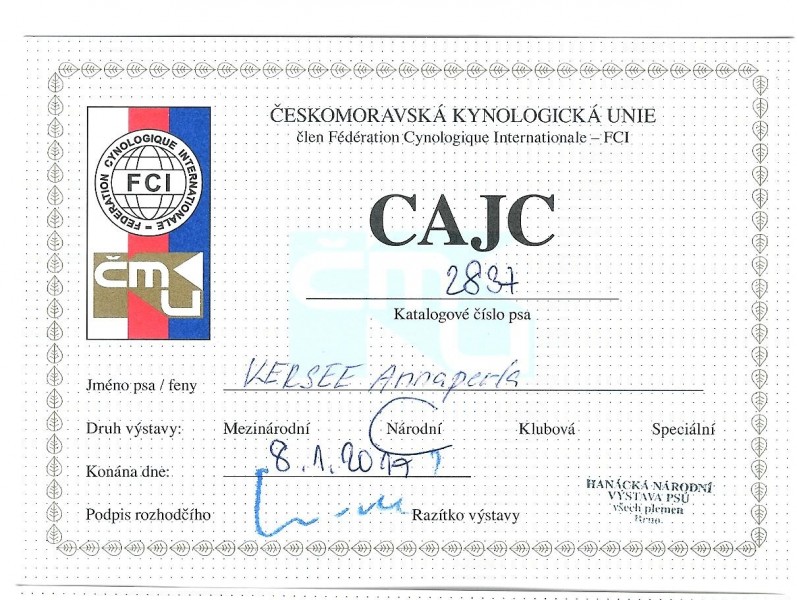 ČESKOMORAVSKÁ KYNOLOGICKÁ UNIE
člen Fédération Cynologique Internationale – FCI
FEDERATION CYNOLOGIQUE INTERNATIONALE =
FCI
ČMKU
CAJC
2837
Katalogové číslo psa
Jméno psa / feny KERSEE Annaperla
Druh výstavy: Mezinárodní Národní Klubová Speciální
Konána dne: 8.1.2017
Podpis rozhodčího Razítko výstavy
HANÁCKÁ NÁRODNÍ
VÝSTAVA PSŮ
všech plemen
Brno